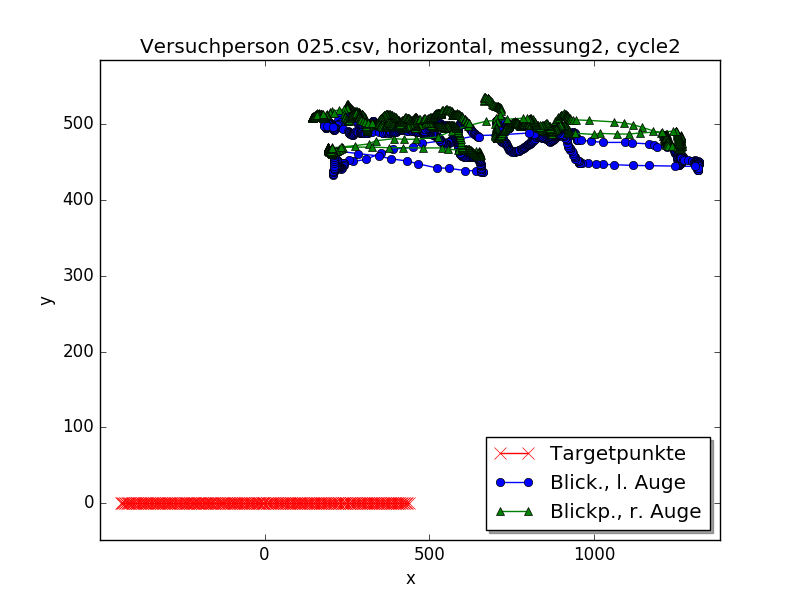 Versuchperson 025.csv, horizontal, messung2, cycle2
500
400
300
200
100
0
y
Targetpunkte
Blick., l. Auge
Blickp., r. Auge
0 500 1000
x